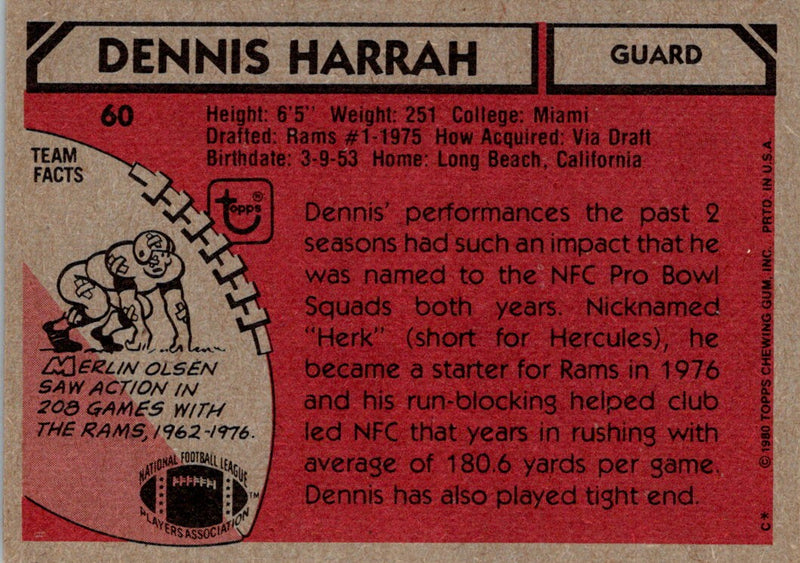 DENNIS HARRAH
GUARD
60
Height: 6'5" Weight: 251 College: Miami
Drafted: Rams #1-1975 How Acquired: Via Draft
Birthdate: 3-9-53 Home: Long Beach, California
TEAM
FACTS
topps
Dennis' performances the past 2
seasons had such an impact that he
was named to the NFC Pro Bowl
Squads both years. Nicknamed
"Herk" (short for Hercules), he
became a starter for Rams in 1976
and his run-blocking helped club
led NFC that years in rushing with
average of 180.6 yards per game.
Dennis has also played tight end.
MERLIN OLSEN
SAW ACTION IN
208 GAMES WITH
THE RAMS, 1962-1976.
NATIONAL FOOTBALL LEAGUE
PLAYERS ASSOCIATION
TM
© 1980 TOPPS CHEWING GUM, INC. PRTD. IN U.S.A.
C*